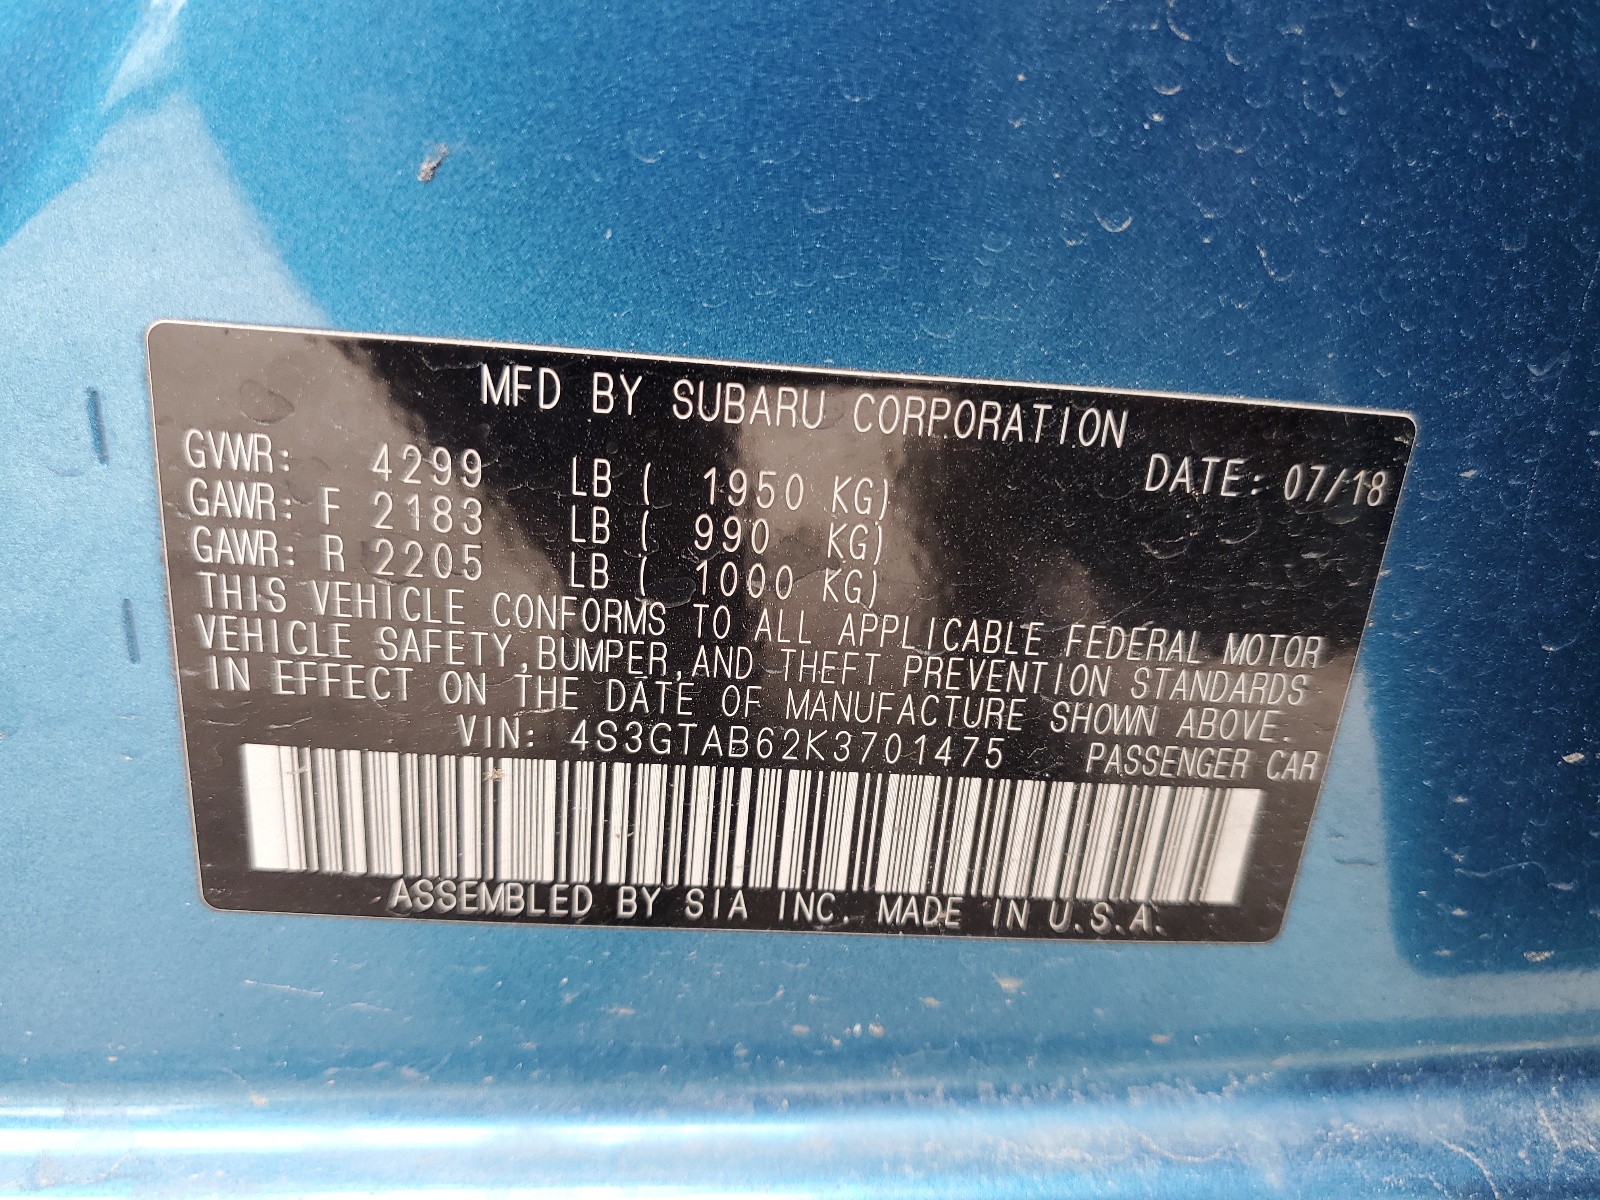 MFD BY SUBARU CORPORATION
GVWR: 4299 LB ( 1950 KG) DATE: 07/18
GAWR: F 2183 LB ( 990 KG)
GAWR: R 2205 LB ( 1000 KG)
THIS VEHICLE CONFORMS TO ALL APPLICABLE FEDERAL MOTOR
VEHICLE SAFETY,BUMPER,AND THEFT PREVENTION STANDARDS
IN EFFECT ON THE DATE OF MANUFACTURE SHOWN ABOVE.
VIN: 4S3GTAB62K3701475 PASSENGER CAR
ASSEMBLED BY SIA INC. MADE IN U.S.A.